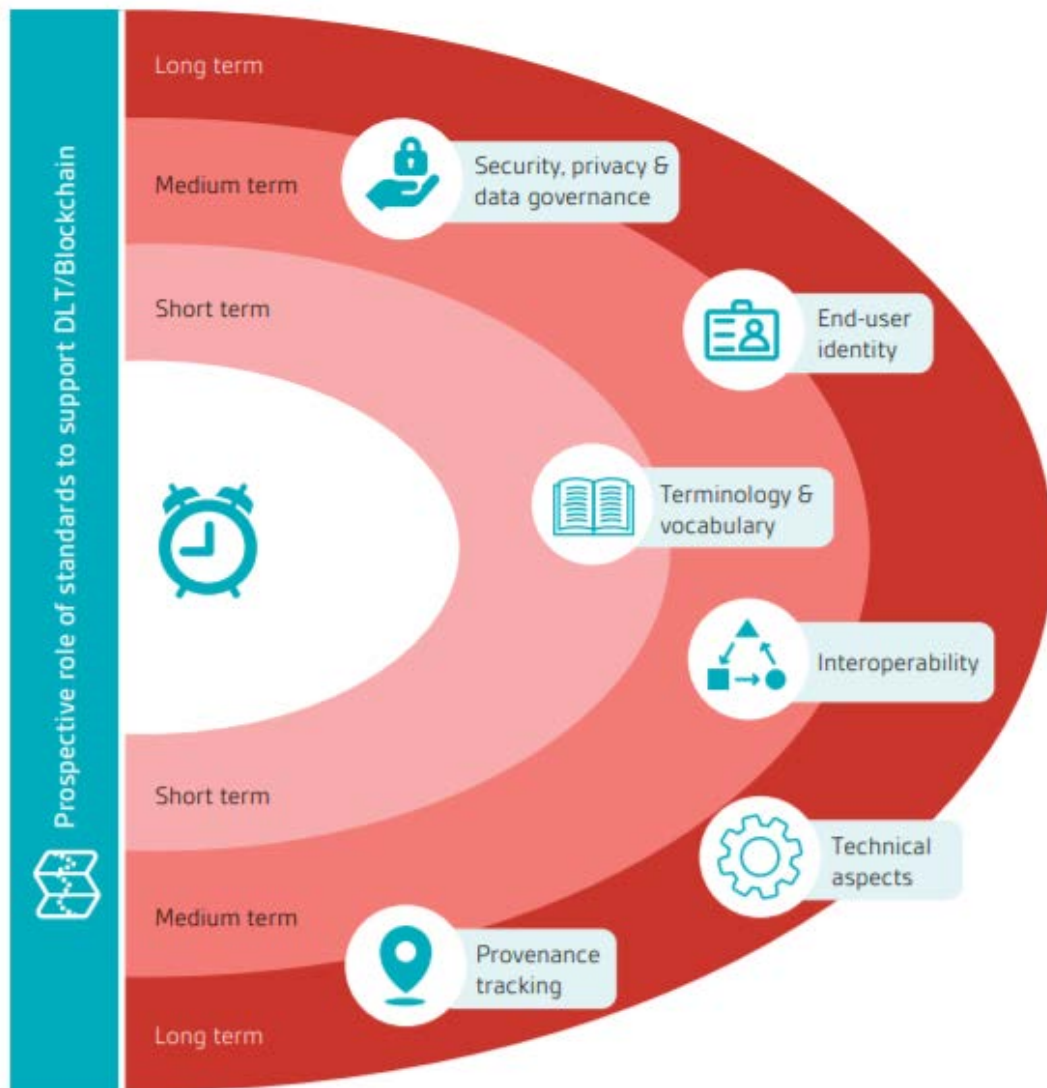 Prospective role of standards to support DLT/Blockchain
Long term
Medium term
Security, privacy &
data governance
Short term
End-user
identity
Terminology &
vocabulary
Interoperability
Short term
Technical
aspects
Medium term
Provenance
tracking
Long term